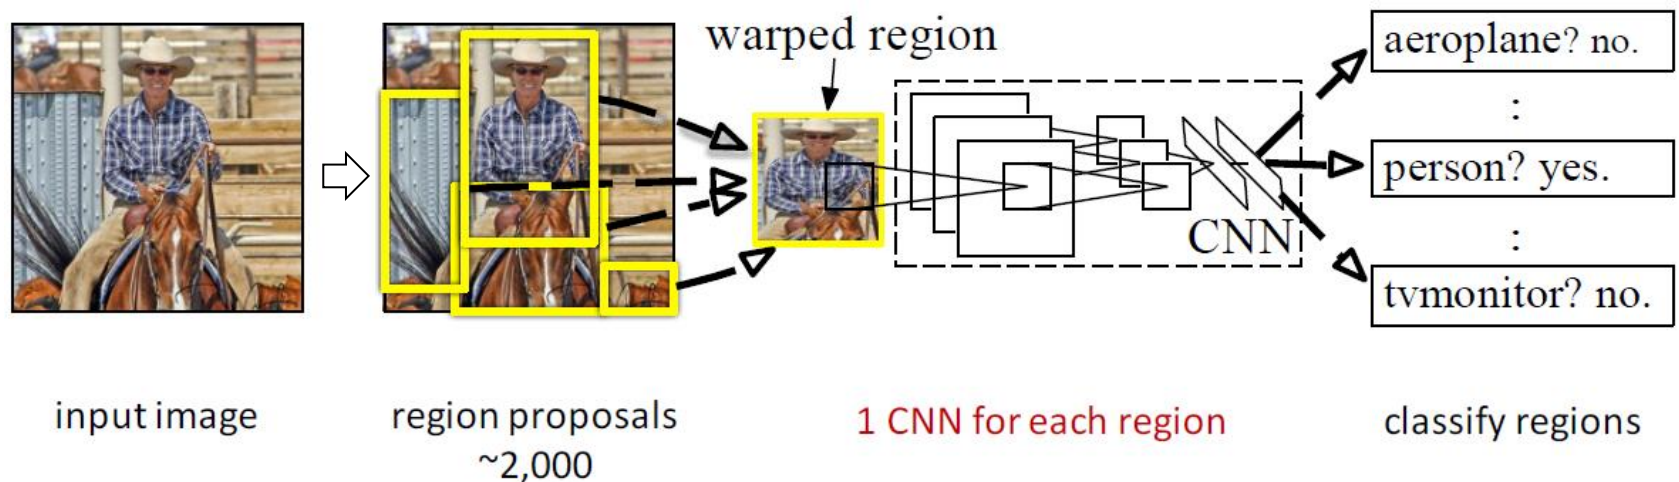 warped region
aeroplane? no.
:
person? yes.
CNN
:
tvmonitor? no.
input image
region proposals
~2,000
1 CNN for each region
classify regions